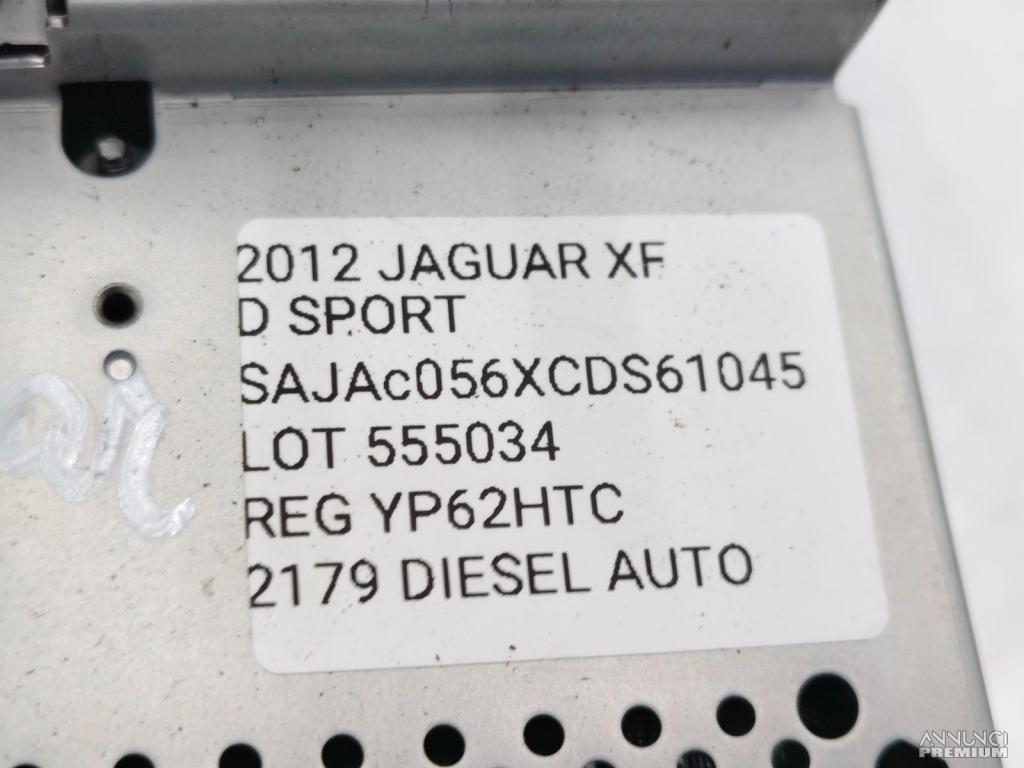 2012 JAGUAR XF
D SPORT
SAJAc056XCDS61045
LOT 555034
REG YP62HTC
2179 DIESEL AUTO
ANNUNCI
PREMIUM